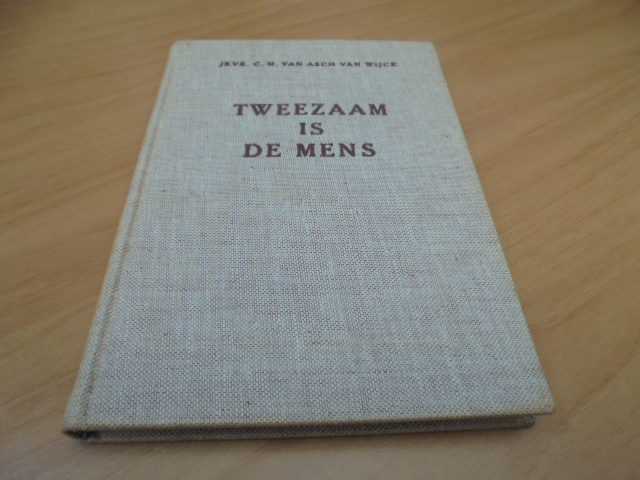 JKVR. C. M. VAN ASCH VAN WIJCK
TWEEZAAM
IS
DE MENS